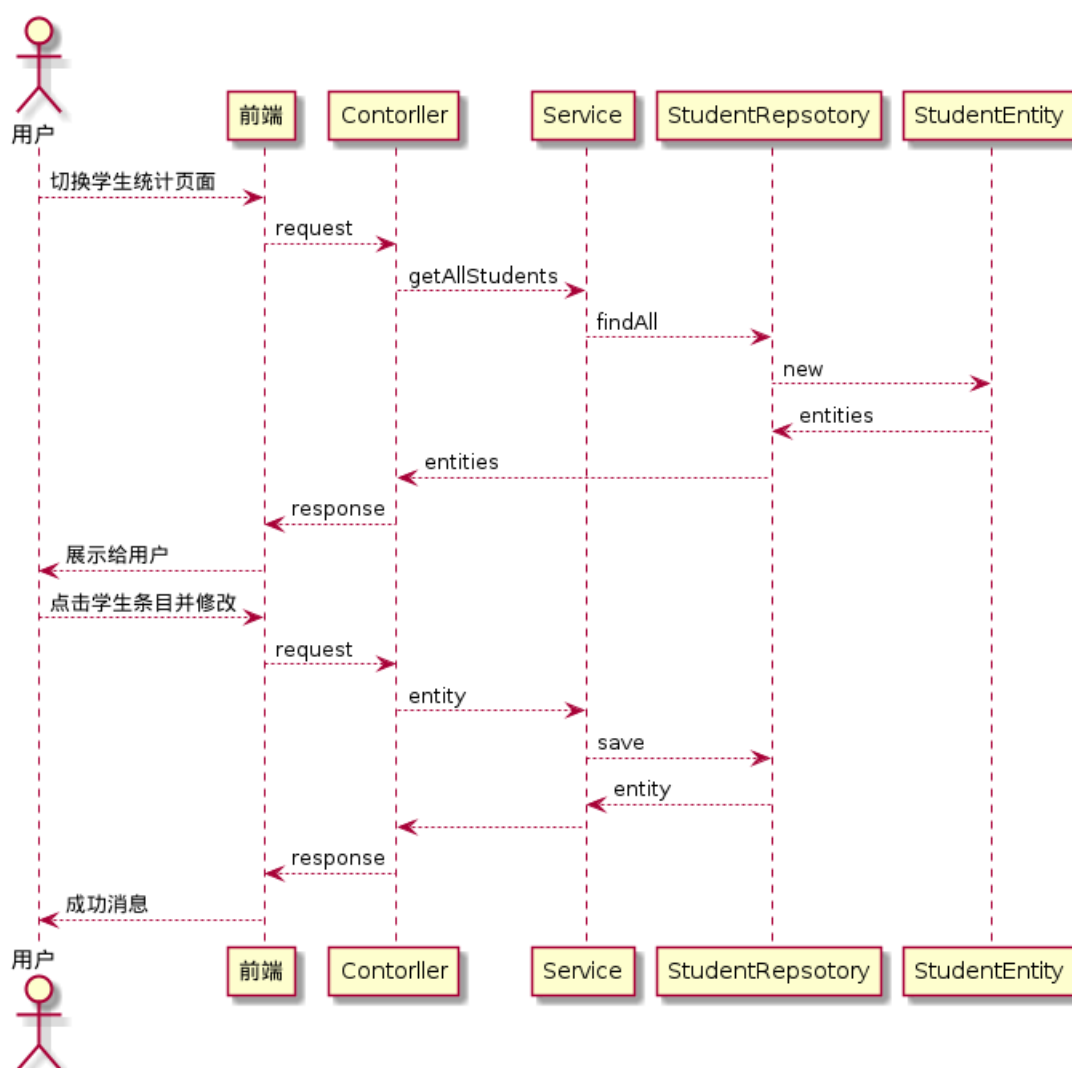 用户
前端
Contorller
Service
StudentRepsotory
StudentEntity
切换学生统计页面
request
getAllStudents
findAll
new
entities
entities
response
展示给用户
点击学生条目并修改
request
entity
save
entity
response
成功消息
用户
前端
Contorller
Service
StudentRepsotory
StudentEntity